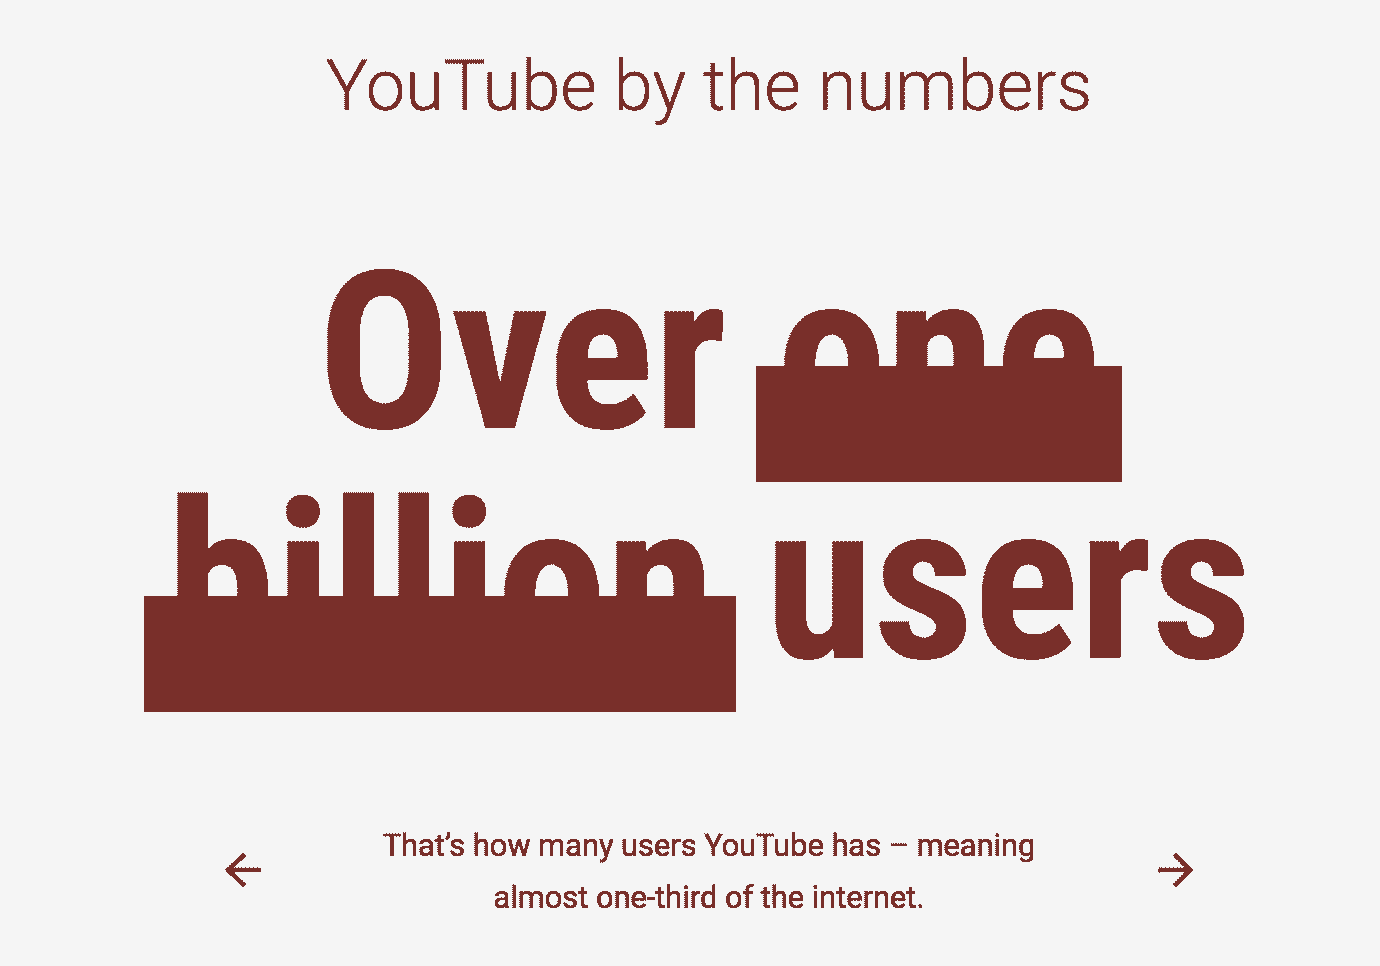 YouTube by the numbers
Over one
billion users
That’s how many users YouTube has – meaning
almost one-third of the internet.